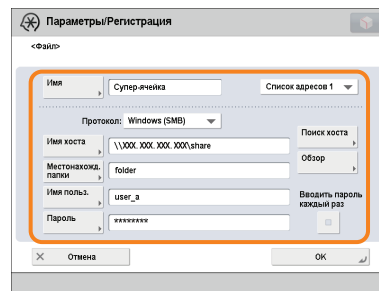 Параметры/Регистрация
<Файл>
Имя
Супер-ячейка
Список адресов 1
Протокол: Windows (SMB)
Поиск хоста
Имя хоста
\\XXX. XXX. XXX. XXX\share
Обзор
Местонахожд. папки
folder
Имя польз.
user_a
Вводить пароль каждый раз
Пароль
********
Отмена
OK